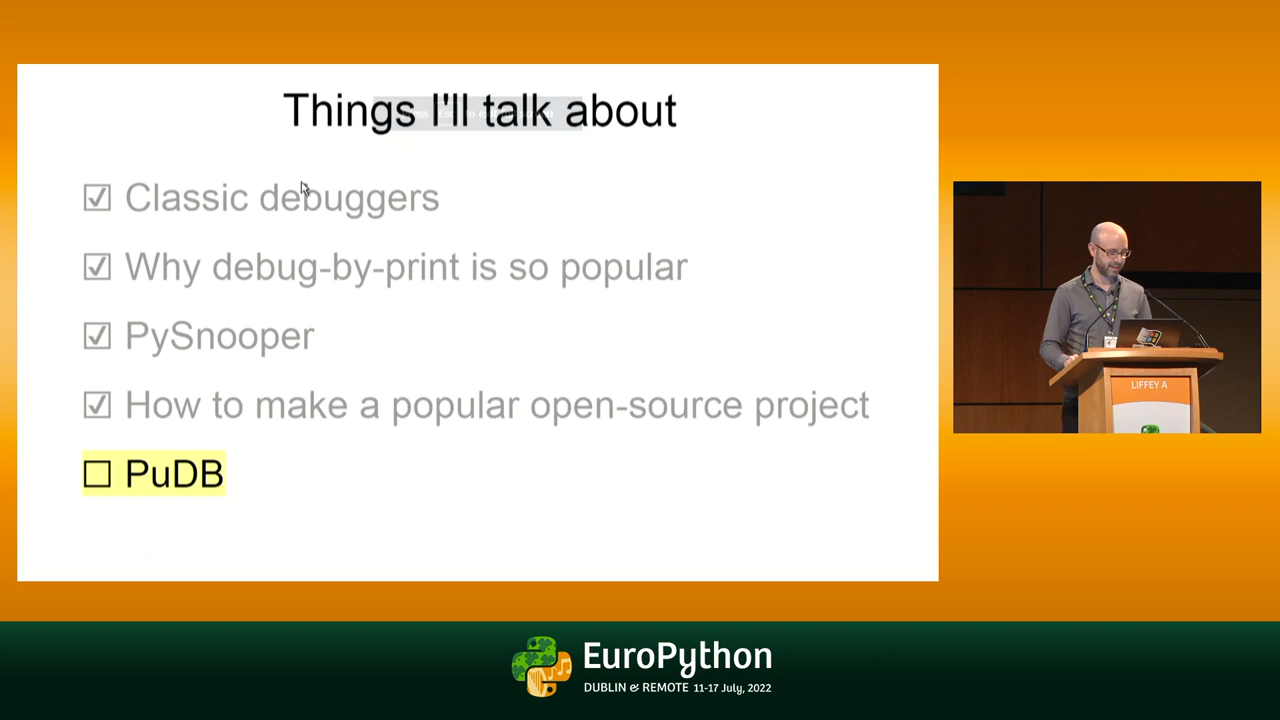 Things I'll talk about
☑ Classic debuggers
☑ Why debug-by-print is so popular
☑ PySnooper
☑ How to make a popular open-source project
☐ PuDB
LIFFEY A
EuroPython
DUBLIN & REMOTE 11-17 July, 2022